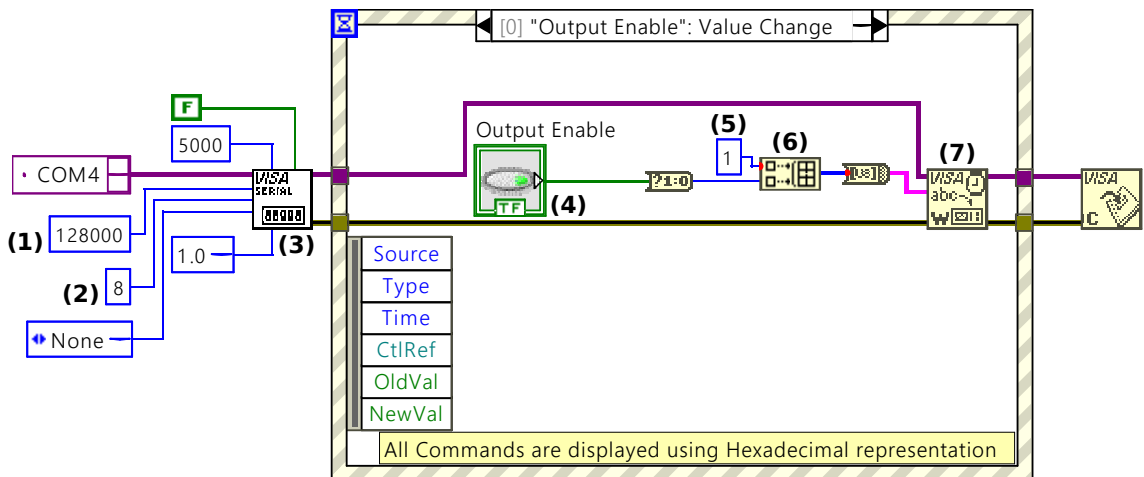 [0] "Output Enable": Value Change
F
5000
Output Enable
(5)
(6)
(7)
COM4
VISA
SERIAL
1
?1:0
[U8]
VISA
abc
W
VISA
C
TF
(4)
(1)
128000
(3)
1.0
(2)
8
None
Source
Type
Time
CtlRef
OldVal
NewVal
All Commands are displayed using Hexadecimal representation